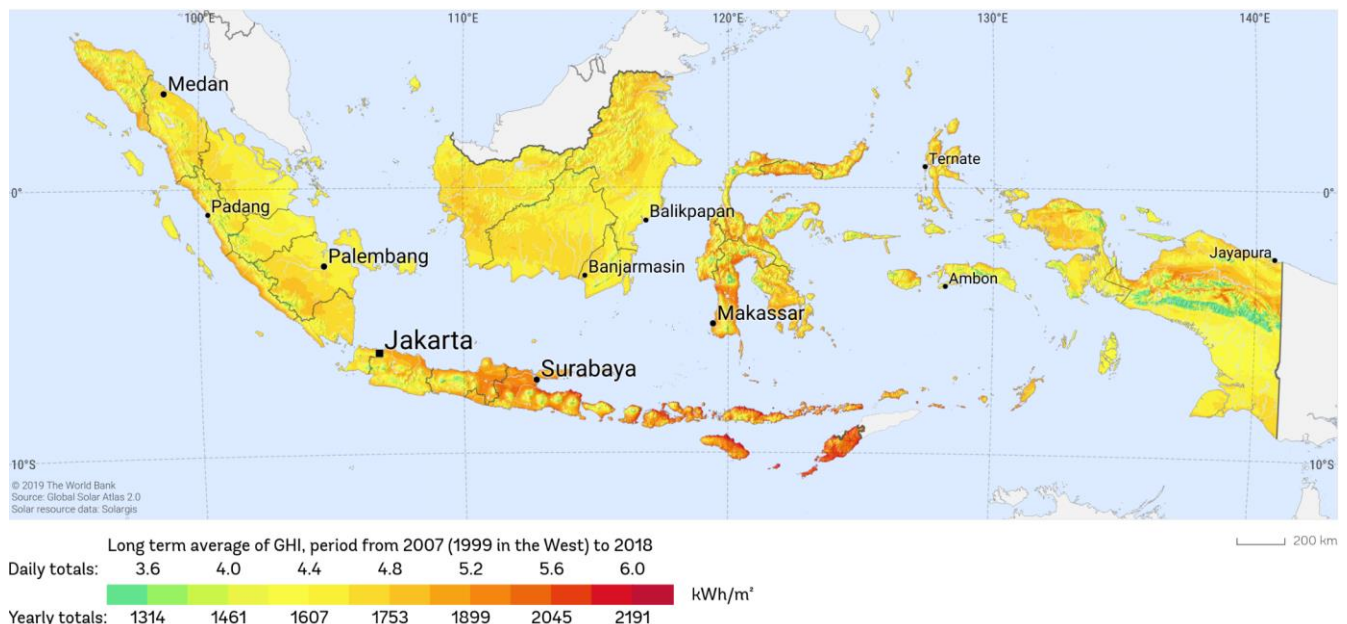 100°E 110°E 120°E 130°E 140°E
Medan
Ternate
0° 0°
Padang
Balikpapan
Palembang
Jayapura
Banjarmasin
Ambon
Makassar
Jakarta
Surabaya
10°S 10°S
© 2019 The World Bank
Source: Global Solar Atlas 2.0
Solar resource data: Solargis
Long term average of GHI, period from 2007 (1999 in the West) to 2018
200 km
Daily totals: 3.6 4.0 4.4 4.8 5.2 5.6 6.0
kWh/m²
Yearly totals: 1314 1461 1607 1753 1899 2045 2191